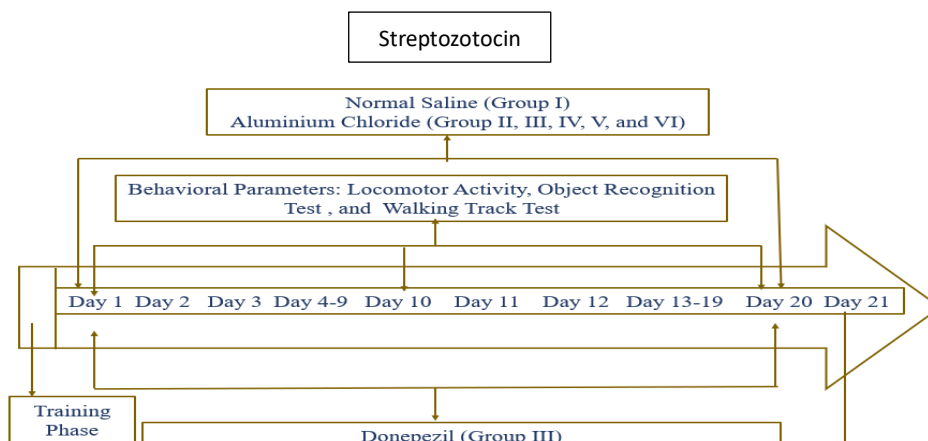 Streptozotocin
Normal Saline (Group I)
Aluminium Chloride (Group II, III, IV, V, and VI)
Behavioral Parameters: Locomotor Activity, Object Recognition
Test , and Walking Track Test
Day 1 Day 2 Day 3 Day 4-9 Day 10 Day 11 Day 12 Day 13-19 Day 20 Day 21
Training
Phase
Donepezil (Group III)